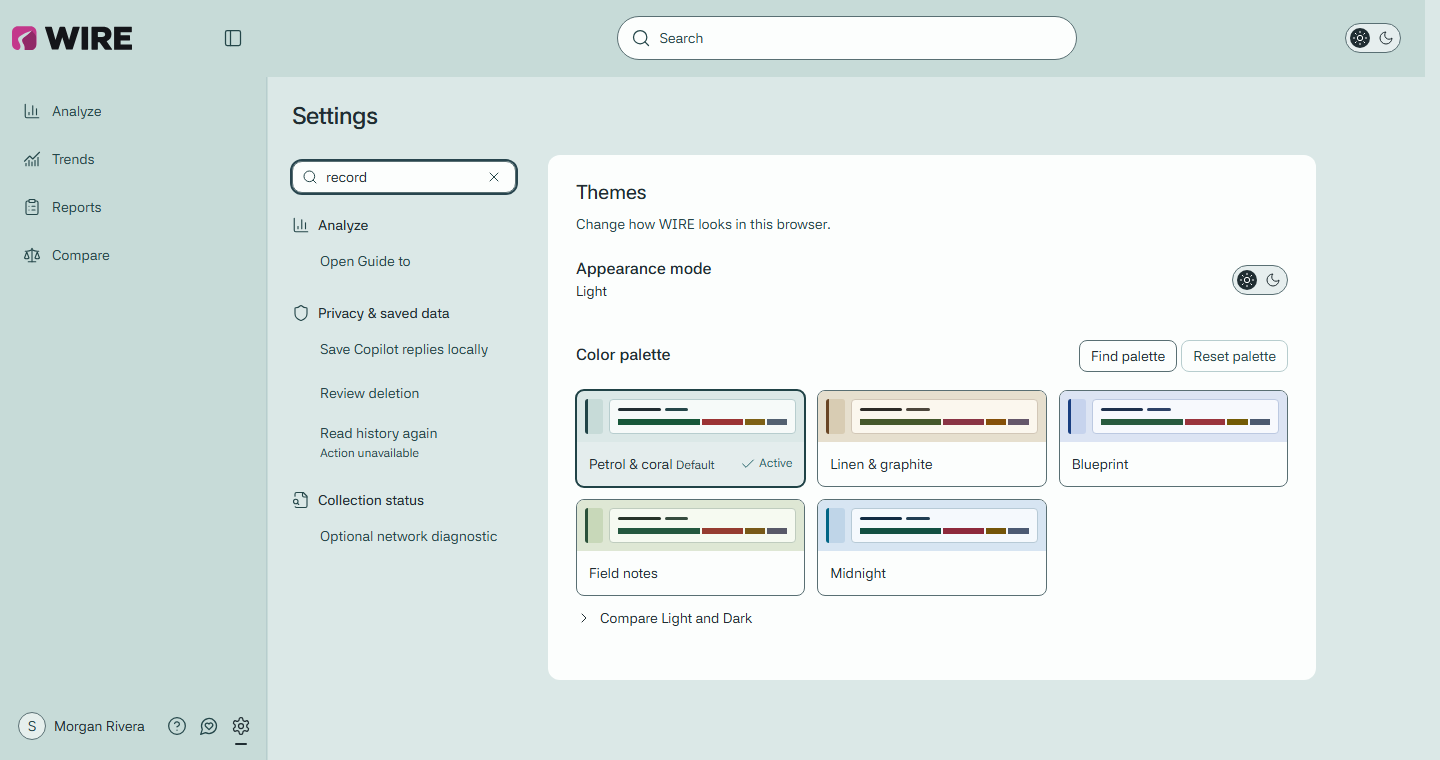 WIRE
Search
Analyze
Trends
Reports
Compare
S Morgan Rivera
Settings
record
Analyze
Open Guide to
Privacy & saved data
Save Copilot replies locally
Review deletion
Read history again
Action unavailable
Collection status
Optional network diagnostic
Themes
Change how WIRE looks in this browser.
Appearance mode
Light
Color palette
Find palette
Reset palette
Petrol & coral Default
Active
Linen & graphite
Blueprint
Field notes
Midnight
Compare Light and Dark